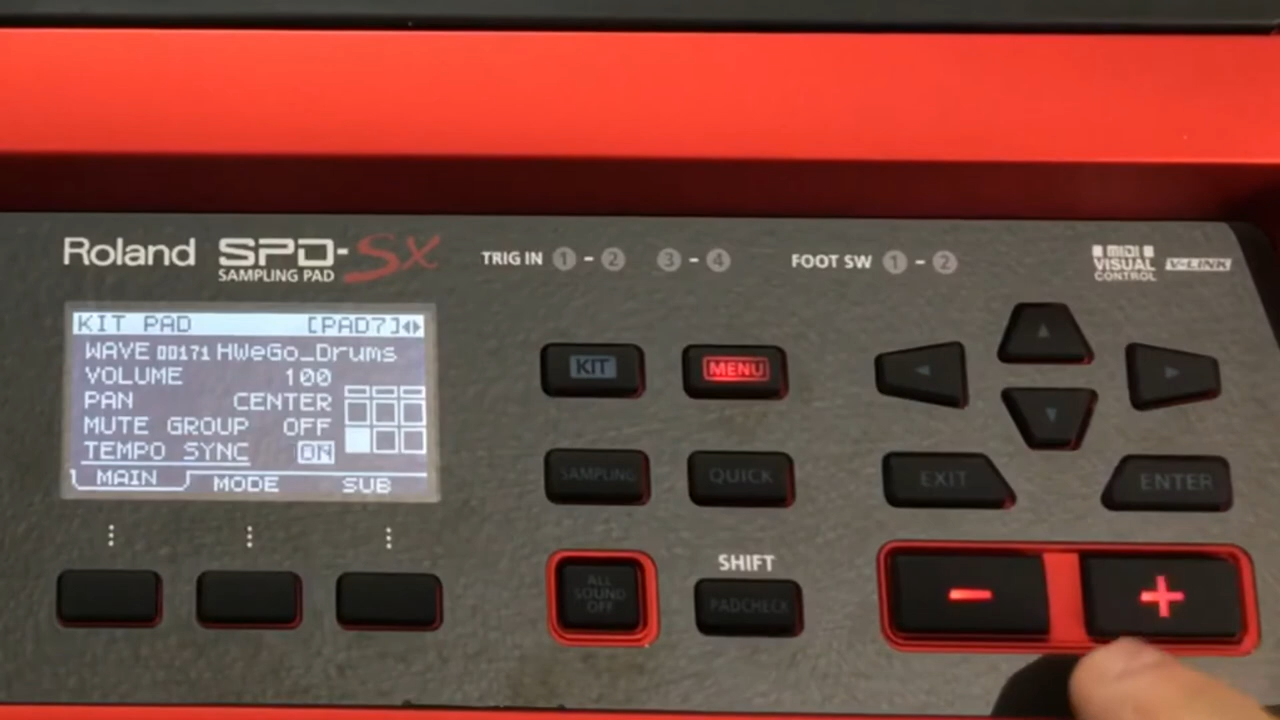 Roland SPD-SX
SAMPLING PAD
TRIG IN 1 - 2 3 - 4
FOOT SW 1 - 2
midi
VISUAL
CONTROL
V-LINK
KIT PAD [PAD7]
WAVE 00171 HWeGo_Drums
VOLUME 100
PAN CENTER
MUTE GROUP OFF
TEMPO SYNC ON
MAIN MODE SUB
KIT
MENU
SAMPLING
QUICK
EXIT
ENTER
SHIFT
ALL
SOUND
OFF
PADCHECK
- +